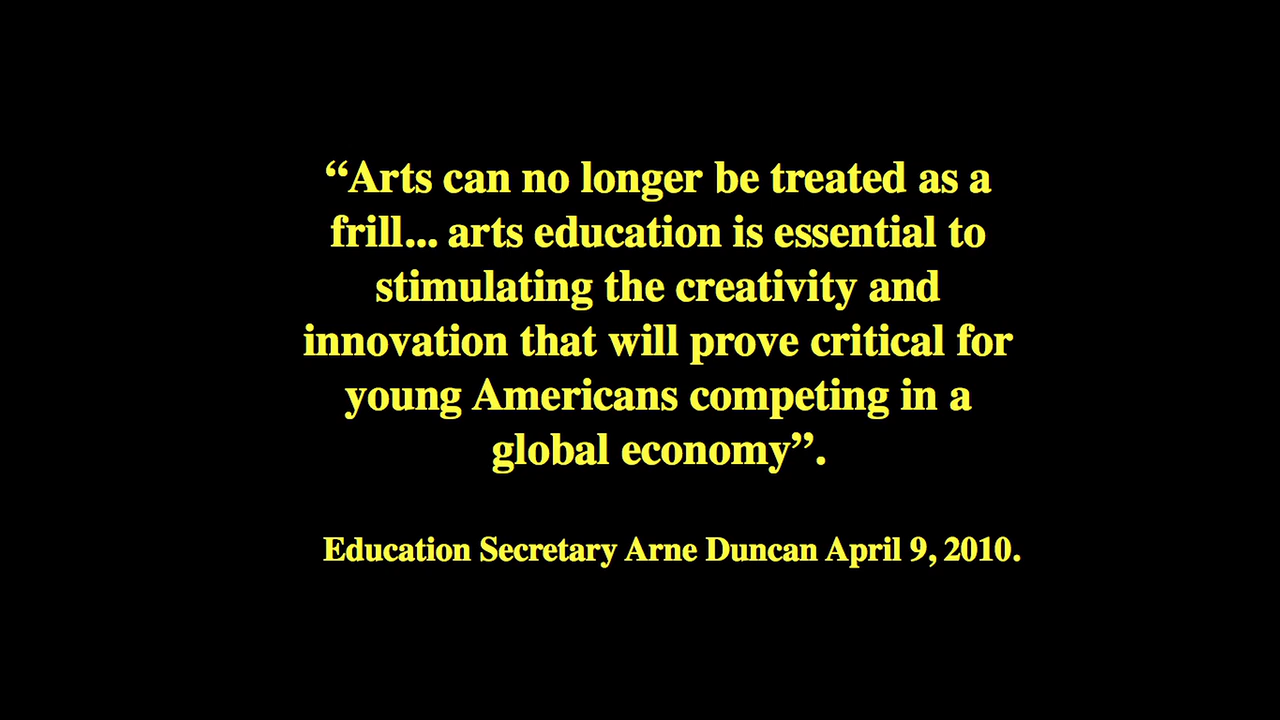 “Arts can no longer be treated as a
frill... arts education is essential to
stimulating the creativity and
innovation that will prove critical for
young Americans competing in a
global economy”.
Education Secretary Arne Duncan April 9, 2010.